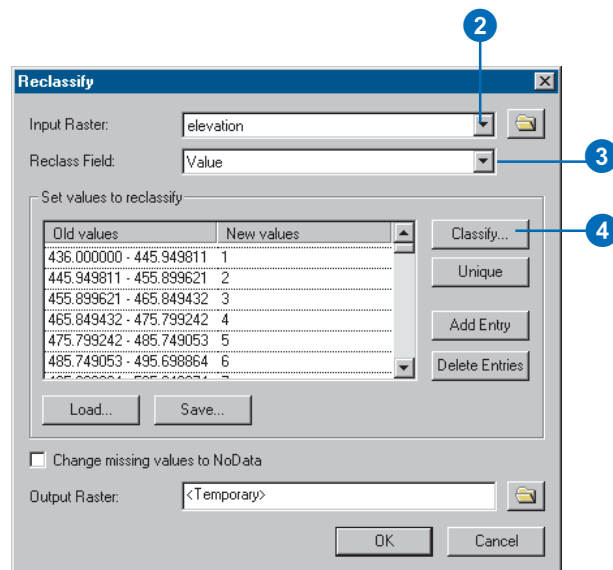 2
Reclassify
Input Raster: elevation
3
Reclass Field: Value
Set values to reclassify
4
Old values New values Classify...
436.000000 - 445.949811 1
445.949811 - 455.899621 2 Unique
455.899621 - 465.849432 3
465.849432 - 475.799242 4 Add Entry
475.799242 - 485.749053 5
485.749053 - 495.698864 6 Delete Entries
Load... Save...
Change missing values to NoData
Output Raster: <Temporary>
OK Cancel